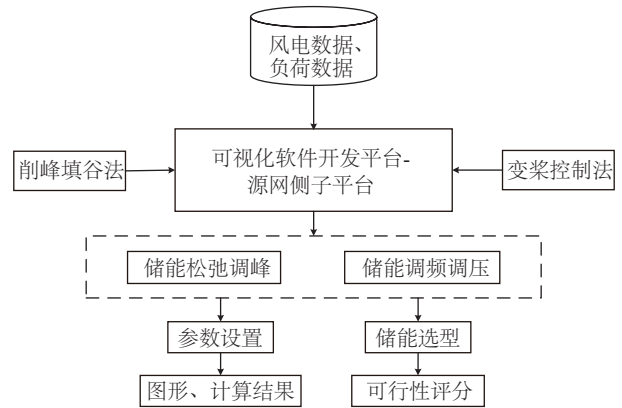 风电数据、
负荷数据
可视化软件开发平台-
源网侧子平台
削峰填谷法
变桨控制法
储能松弛调峰
储能调频调压
参数设置
储能选型
图形、计算结果
可行性评分